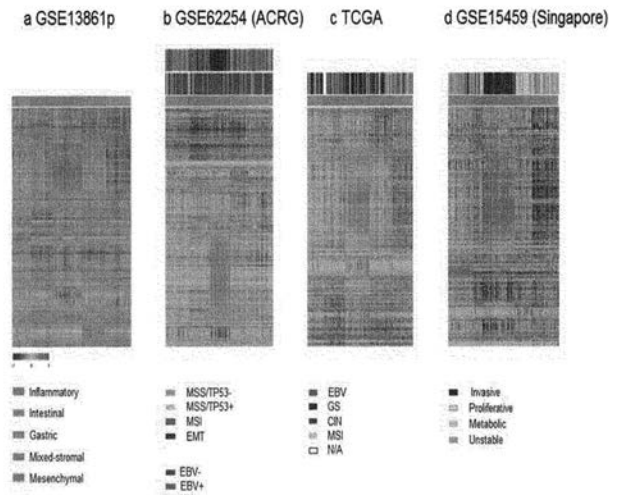 a GSE13861p
b GSE62254 (ACRG)
c TCGA
d GSE15459 (Singapore)
Inflammatory
Intestinal
Gastric
Mixed-stromal
Mesenchymal
MSS/TP53-
MSS/TP53+
MSI
EMT
EBV-
EBV+
EBV
GS
CIN
MSI
N/A
Invasive
Proliferative
Metabolic
Unstable